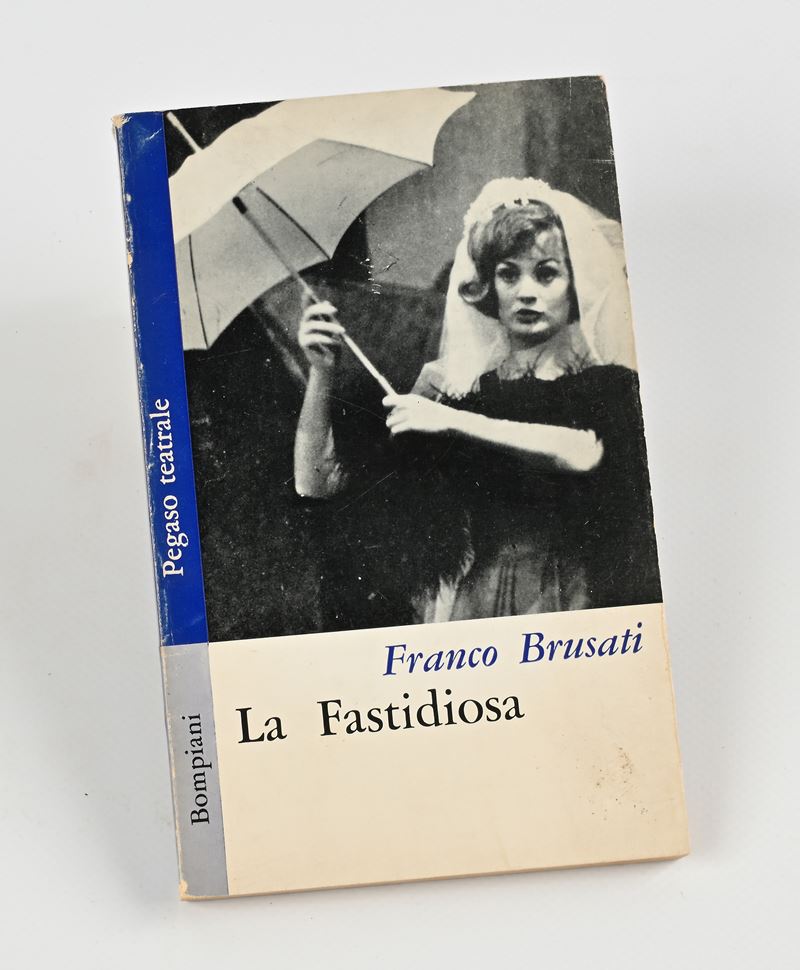 Pegaso teatrale
Franco Brusati
La Fastidiosa
Bompiani